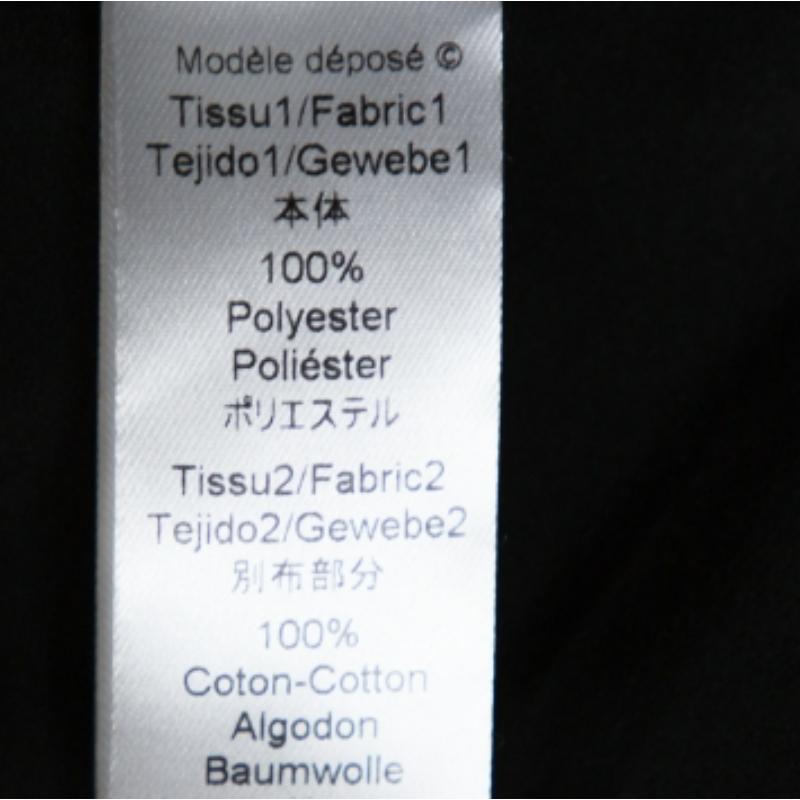 Modèle déposé ©
Tissu1/Fabric1
Tejido1/Gewebe1
本体
100%
Polyester
Poliéster
ポリエステル
Tissu2/Fabric2
Tejido2/Gewebe2
別布部分
100%
Coton-Cotton
Algodon
Baumwolle